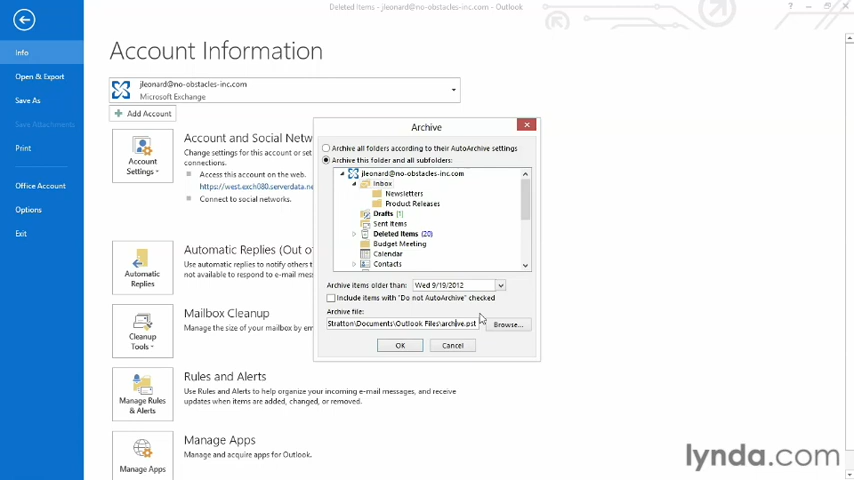 Deleted Items - jleonard@no-obstacles-inc.com - Outlook
Info
Open & Export
Save As
Save Attachments
Print
Office Account
Options
Exit
Account Information
jleonard@no-obstacles-inc.com
Microsoft Exchange
Add Account
Account
Settings
Account and Social Netw
Change settings for this account or set
connections.
Access this account on the web.
https://west.exch080.serverdata.ne
Connect to social networks.
Automatic
Replies
Automatic Replies (Out of
Use automatic replies to notify others t
not available to respond to e-mail mess
Cleanup
Tools
Mailbox Cleanup
Manage the size of your mailbox by em
Manage Rules
& Alerts
Rules and Alerts
Use Rules and Alerts to help organize your incoming e-mail messages, and receive
updates when items are added, changed, or removed.
Manage Apps
Manage Apps
Manage and acquire apps for Outlook.
Archive
Archive all folders according to their AutoArchive settings
Archive this folder and all subfolders:
jleonard@no-obstacles-inc.com
Inbox
Newsletters
Product Releases
Drafts (1)
Sent Items
Deleted Items (20)
Budget Meeting
Calendar
Contacts
Archive items older than: Wed 9/19/2012
Include items with "Do not AutoArchive" checked
Archive file:
Stratton\Documents\Outlook Files\archive.pst
Browse...
OK
Cancel
lynda.com